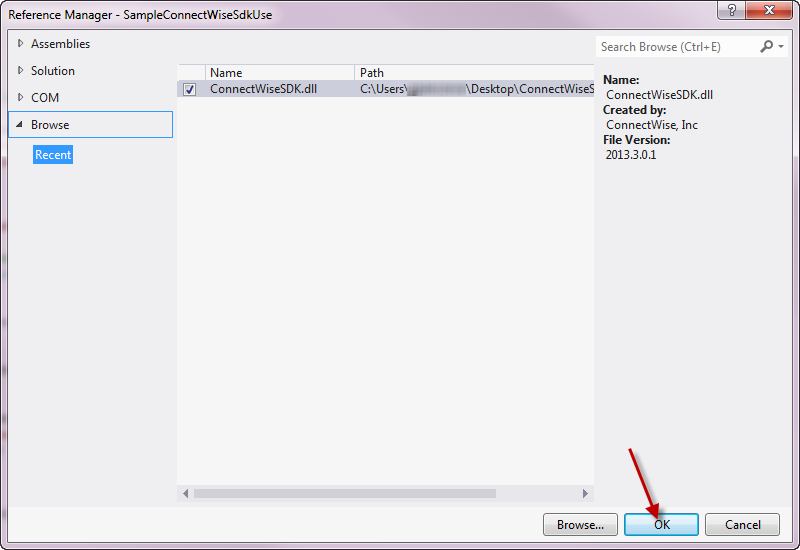 Reference Manager - SampleConnectWiseSdkUse
?
Assemblies
Solution
COM
Browse
Recent
Name Path
ConnectWiseSDK.dll C:\Users\ \Desktop\ConnectWiseS
Search Browse (Ctrl+E)
Name:
ConnectWiseSDK.dll
Created by:
ConnectWise, Inc
File Version:
2013.3.0.1
Browse... OK Cancel